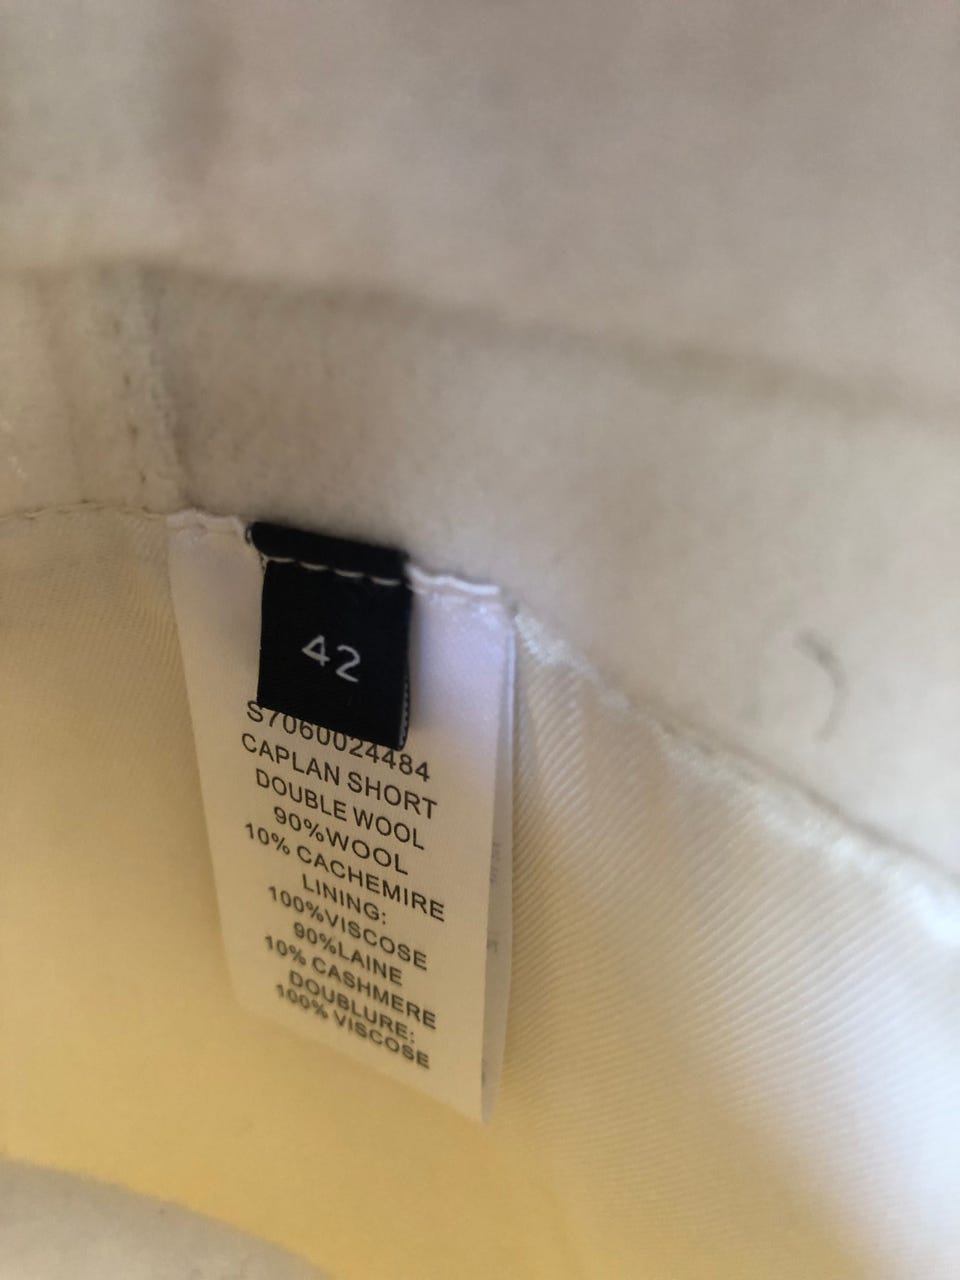 42
S7060024484
CAPLAN SHORT
DOUBLE WOOL
90%WOOL
10% CACHEMIRE
LINING:
100%VISCOSE
90%LAINE
10% CASHMERE
DOUBLURE:
100% VISCOSE